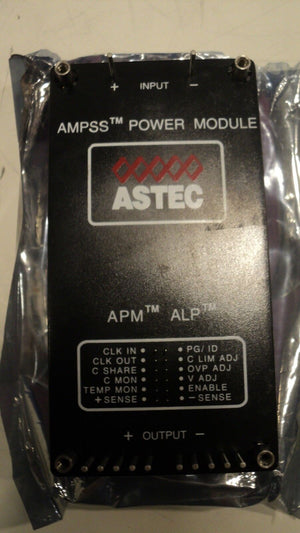 + INPUT −
AMPSS™ POWER MODULE
ASTEC
APM™ ALP™
CLK IN PG/ ID
CLK OUT C LIM ADJ
C SHARE OVP ADJ
C MON V ADJ
TEMP MON ENABLE
+SENSE −SENSE
+ OUTPUT −